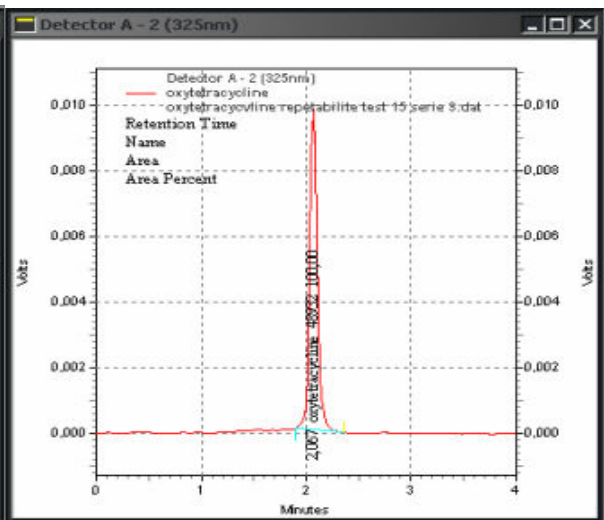 Detector A - 2 (325nm)
Detector A - 2 (325nm)
oxytetracycline
oxytetracycvline repetabilite test 15 serie 8.dat
Retention Time
Name
Area
Area Percent
0,010
0,008
0,006
0,004
0,002
0,000
Volts
2,067 oxytetracycline 100,00
0,010
0,008
0,006
0,004
0,002
0,000
Volts
0 1 2 3 4
Minutes